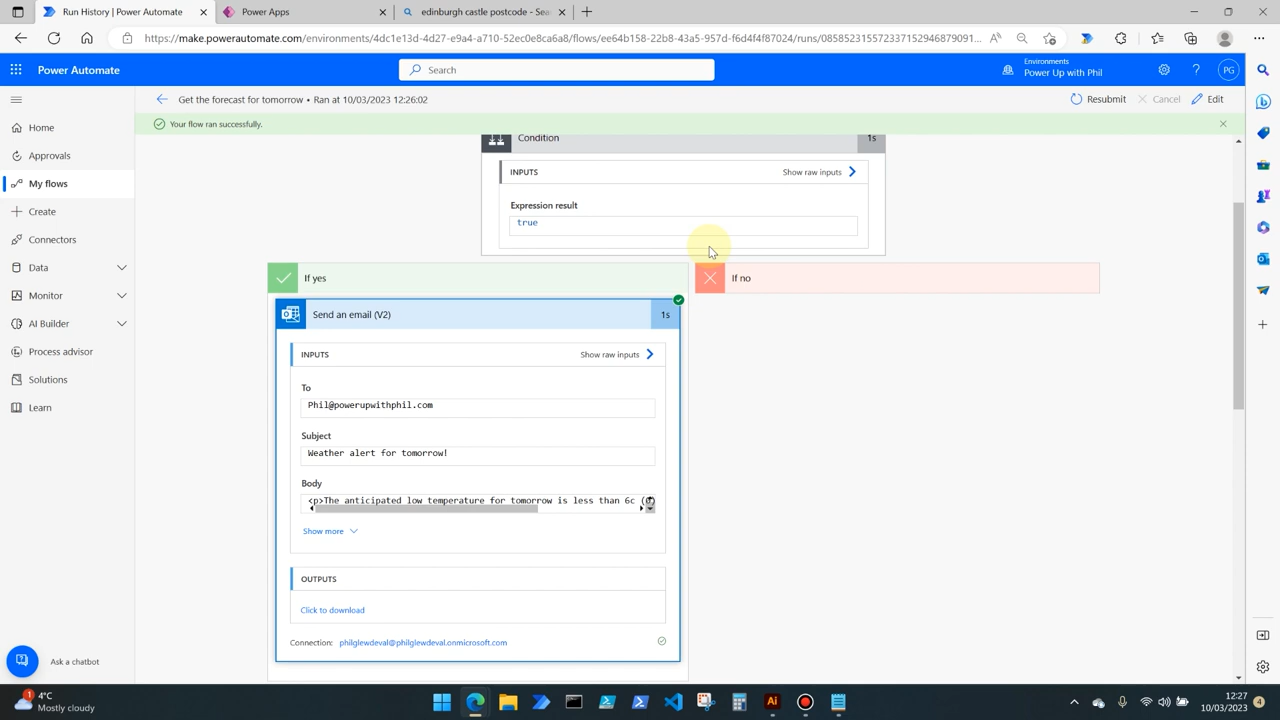 Run History | Power Automate
Power Apps
edinburgh castle postcode - Sea
https://make.powerautomate.com/environments/4dc1e13d-4d27-e9a4-a710-52ec0e8ca6a8/flows/ee64b158-22b8-43a5-957d-f6d4f4f87024/runs/08585231557233715294687909 1...
Power Automate
Search
Environments
Power Up with Phil
PG
Get the forecast for tomorrow • Ran at 10/03/2023 12:26:02
Resubmit
Cancel
Edit
Your flow ran successfully.
Home
Approvals
My flows
Create
Connectors
Data
Monitor
AI Builder
Process advisor
Solutions
Learn
Ask a chatbot
Condition
1s
INPUTS
Show raw inputs
Expression result
true
If yes
If no
Send an email (V2)
1s
INPUTS
Show raw inputs
To
Phil@powerupwithphil.com
Subject
Weather alert for tomorrow!
Body
<p>The anticipated low temperature for tomorrow is less than 6c (
Show more
OUTPUTS
Click to download
Connection: philglewdeval@philglewdeval.onmicrosoft.com
1
4°C
Mostly cloudy
12:27
10/03/2023
4